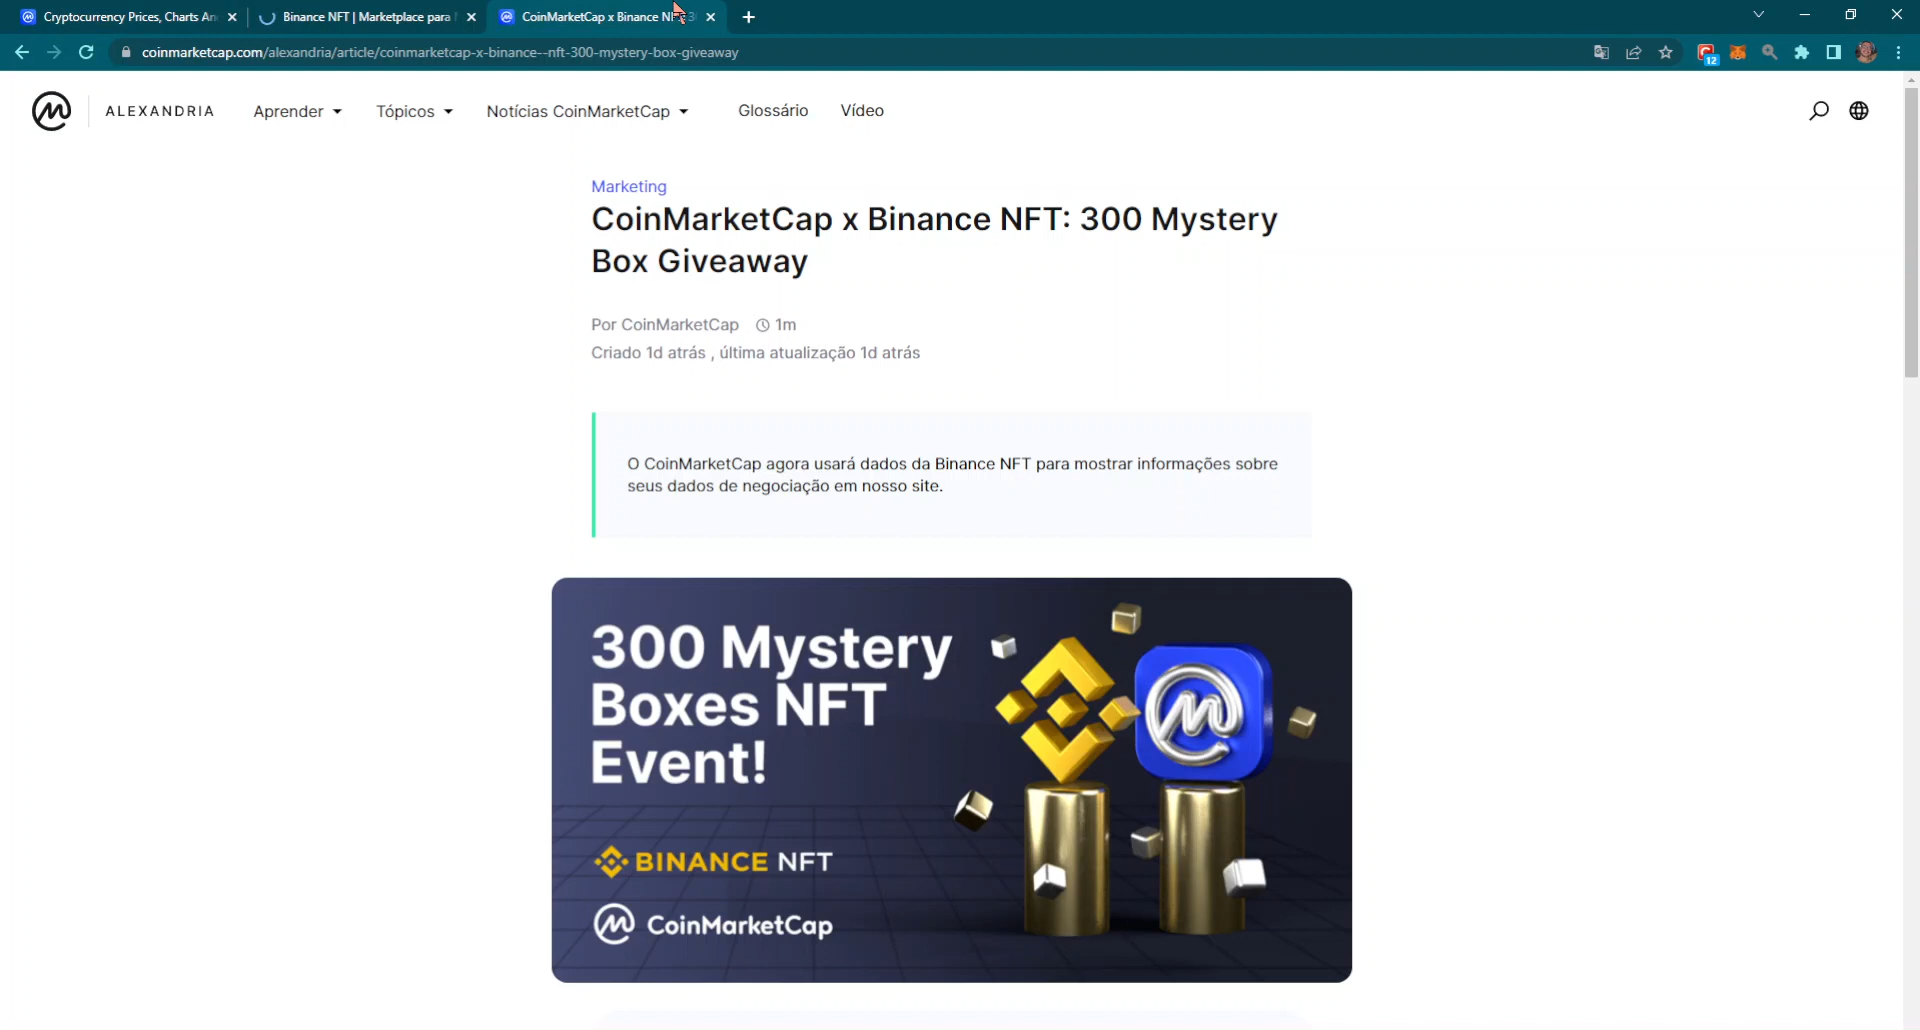 Cryptocurrency Prices, Charts An
Binance NFT | Marketplace para
CoinMarketCap x Binance NF
coinmarketcap.com/alexandria/article/coinmarketcap-x-binance--nft-300-mystery-box-giveaway
12
ALEXANDRIA
Aprender
Tópicos
Notícias CoinMarketCap
Glossário
Vídeo
Marketing
CoinMarketCap x Binance NFT: 300 Mystery
Box Giveaway
Por CoinMarketCap 1m
Criado 1d atrás , última atualização 1d atrás
O CoinMarketCap agora usará dados da Binance NFT para mostrar informações sobre
seus dados de negociação em nosso site.
300 Mystery
Boxes NFT
Event!
BINANCE NFT
CoinMarketCap